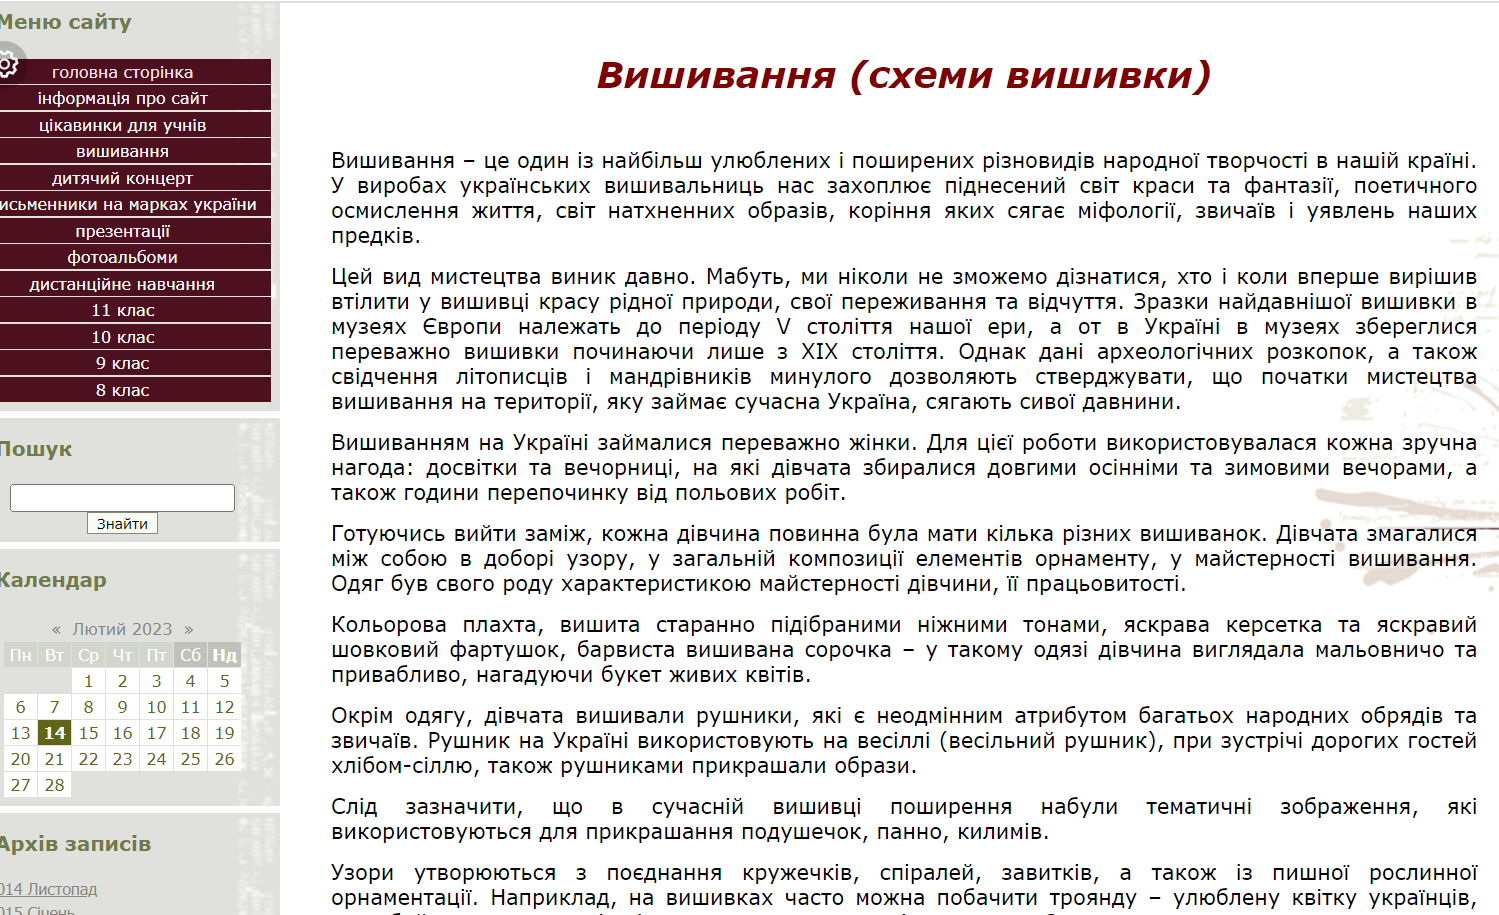 Меню сайту
головна сторінка
інформація про сайт
цікавинки для учнів
вишивання
дитячий концерт
исьменники на марках україни
презентації
фотоальбоми
дистанційне навчання
11 клас
10 клас
9 клас
8 клас
Пошук
Знайти
Календар
« Лютий 2023 »
Пн Вт Ср Чт Пт Сб Нд
1 2 3 4 5
6 7 8 9 10 11 12
13 14 15 16 17 18 19
20 21 22 23 24 25 26
27 28
Архів записів
014 Листопад
015 Січень
Вишивання (схеми вишивки)
Вишивання – це один із найбільш улюблених і поширених різновидів народної творчості в нашій країні.
У виробах українських вишивальниць нас захоплює піднесений світ краси та фантазії, поетичного
осмислення життя, світ натхненних образів, коріння яких сягає міфології, звичаїв і уявлень наших
предків.
Цей вид мистецтва виник давно. Мабуть, ми ніколи не зможемо дізнатися, хто і коли вперше вирішив
втілити у вишивці красу рідної природи, свої переживання та відчуття. Зразки найдавнішої вишивки в
музеях Європи належать до періоду V століття нашої ери, а от в Україні в музеях збереглися
переважно вишивки починаючи лише з XIX століття. Однак дані археологічних розкопок, а також
свідчення літописців і мандрівників минулого дозволяють стверджувати, що початки мистецтва
вишивання на території, яку займає сучасна Україна, сягають сивої давнини.
Вишиванням на Україні займалися переважно жінки. Для цієї роботи використовувалася кожна зручна
нагода: досвітки та вечорниці, на які дівчата збиралися довгими осінніми та зимовими вечорами, а
також години перепочинку від польових робіт.
Готуючись вийти заміж, кожна дівчина повинна була мати кілька різних вишиванок. Дівчата змагалися
між собою в доборі узору, у загальній композиції елементів орнаменту, у майстерності вишивання.
Одяг був свого роду характеристикою майстерності дівчини, її працьовитості.
Кольорова плахта, вишита старанно підібраними ніжними тонами, яскрава керсетка та яскравий
шовковий фартушок, барвиста вишивана сорочка – у такому одязі дівчина виглядала мальовничо та
привабливо, нагадуючи букет живих квітів.
Окрім одягу, дівчата вишивали рушники, які є неодмінним атрибутом багатьох народних обрядів та
звичаїв. Рушник на Україні використовують на весіллі (весільний рушник), при зустрічі дорогих гостей
хлібом-сіллю, також рушниками прикрашали образи.
Слід зазначити, що в сучасній вишивці поширення набули тематичні зображення, які
використовуються для прикрашання подушечок, панно, килимів.
Узори утворюються з поєднання кружечків, спіралей, завитків, а також із пишної рослинної
орнаментації. Наприклад, на вишивках часто можна побачити троянду – улюблену квітку українців,